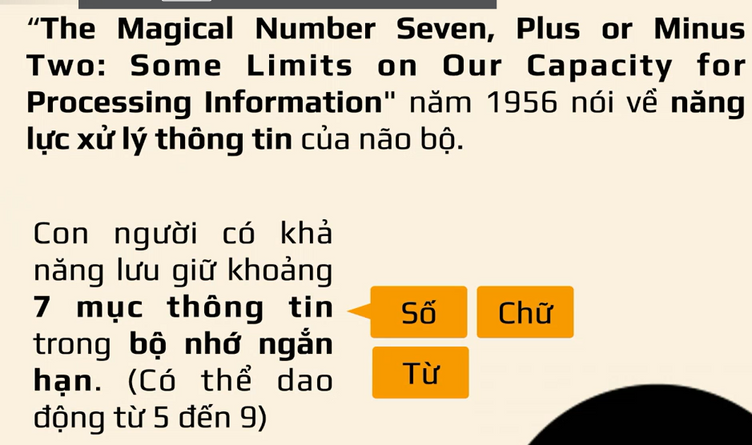 “The Magical Number Seven, Plus or Minus
Two: Some Limits on Our Capacity for
Processing Information" năm 1956 nói về năng
lực xử lý thông tin của não bộ.
Con người có khả
năng lưu giữ khoảng
7 mục thông tin
trong bộ nhớ ngắn
hạn. (Có thể dao
động từ 5 đến 9)
Số
Chữ
Từ